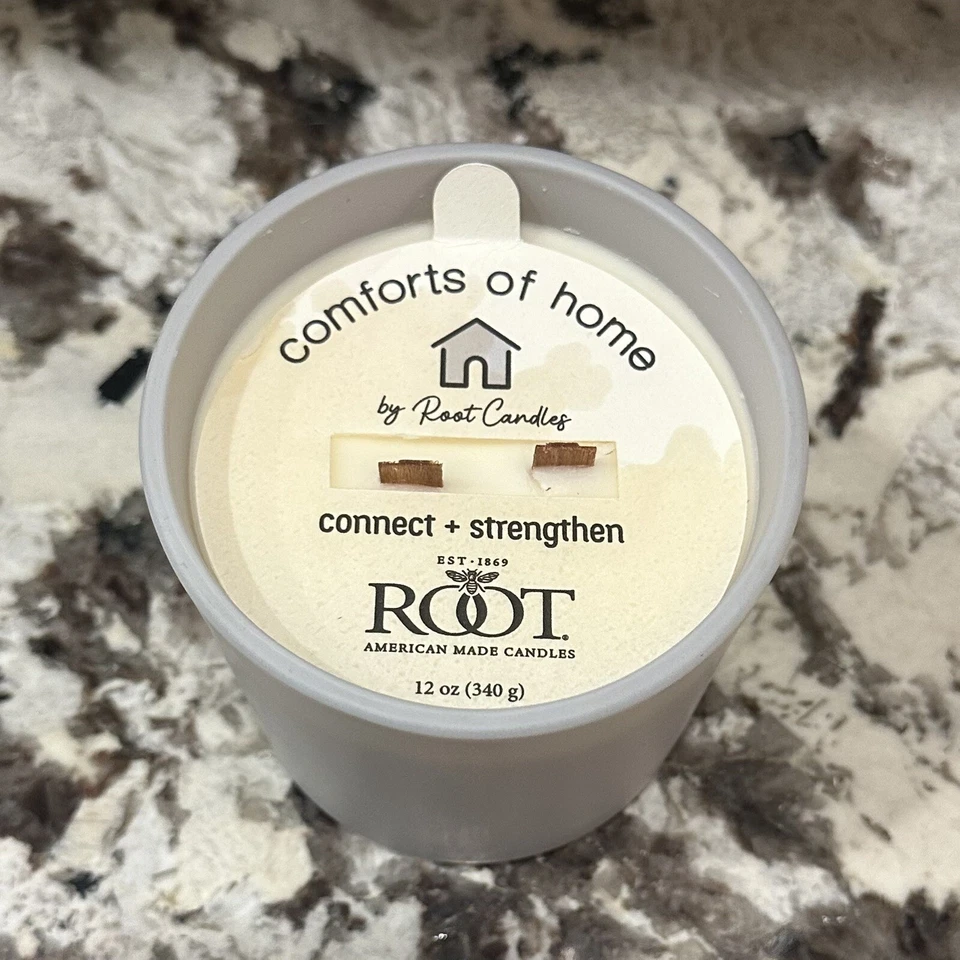 comforts of home
by Root Candles
connect + strengthen
EST·1869
ROOT®
AMERICAN MADE CANDLES
12 oz (340 g)